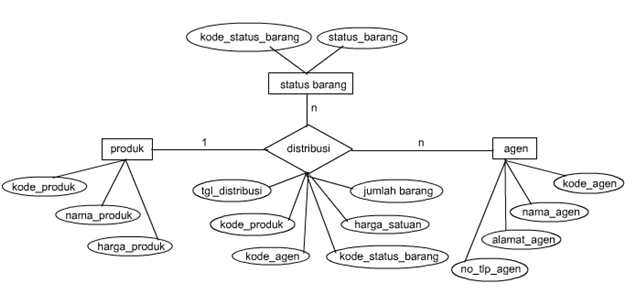 kode_status_barang
status_barang
status barang
n
produk
1
distribusi
n
agen
kode_produk
tgl_distribusi
jumlah barang
kode_agen
nama_produk
kode_produk
harga_satuan
nama_agen
harga_produk
kode_agen
kode_status_barang
alamat_agen
no_tlp_agen